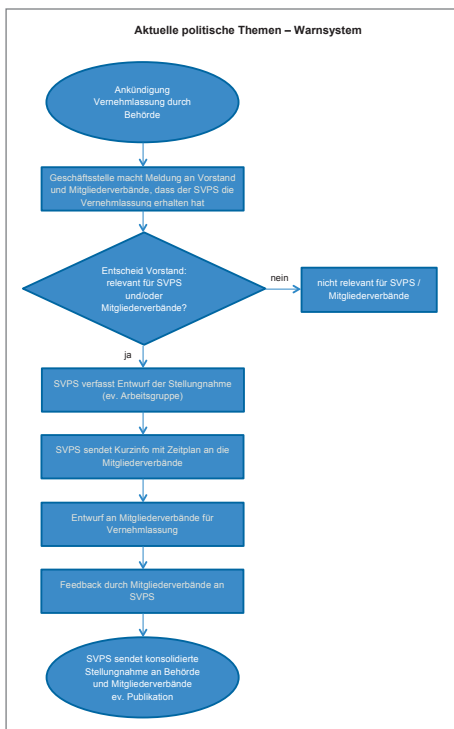 Aktuelle politische Themen – Warnsystem
Ankündigung
Vernehmlassung durch
Behörde
Geschäftsstelle macht Meldung an Vorstand
und Mitgliederverbände, dass der SVPS die
Vernehmlassung erhalten hat
Entscheid Vorstand:
relevant für SVPS
und/oder
Mitgliederverbände?
nein
nicht relevant für SVPS /
Mitgliederverbände
ja
SVPS verfasst Entwurf der Stellungnahme
(ev. Arbeitsgruppe)
SVPS sendet Kurzinfo mit Zeitplan an die
Mitgliederverbände
Entwurf an Mitgliederverbände für
Vernehmlassung
Feedback durch Mitgliederverbände an
SVPS
SVPS sendet konsolidierte
Stellungnahme an Behörde
und Mitgliederverbände
ev. Publikation